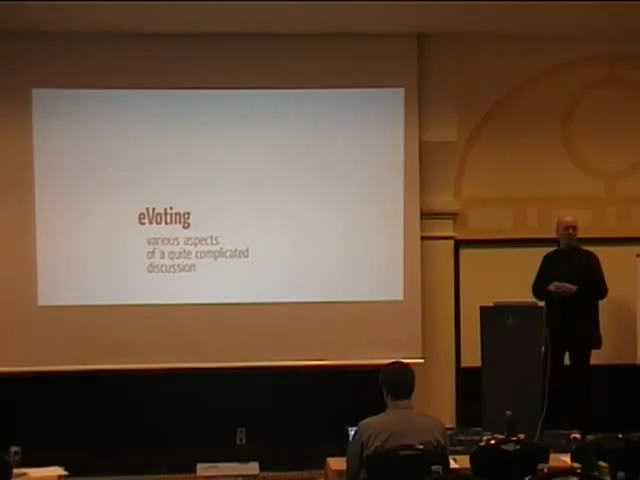 eVoting
various aspects
of a quite complicated
discussion